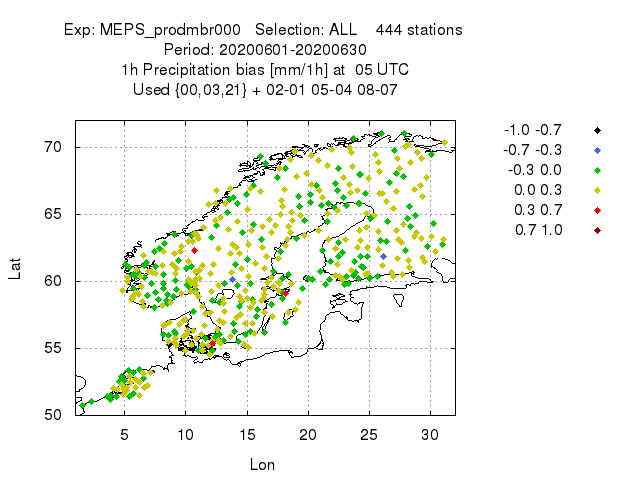 Exp: MEPS_prodmbr000 Selection: ALL 444 stations
Period: 20200601-20200630
1h Precipitation bias [mm/1h] at 05 UTC
Used {00,03,21} + 02-01 05-04 08-07
-1.0 -0.7
-0.7 -0.3
-0.3 0.0
0.0 0.3
0.3 0.7
0.7 1.0
70
65
60
55
50
Lat
5 10 15 20 25 30
Lon